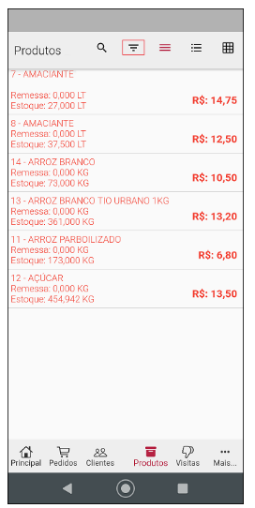 Produtos
7 - AMACIANTE
Remessa: 0,000 LT
Estoque: 27,000 LT
R$: 14,75
8 - AMACIANTE
Remessa: 0,000 LT
Estoque: 37,500 LT
R$: 12,50
14 - ARROZ BRANCO
Remessa: 0,000 KG
Estoque: 73,000 KG
R$: 10,50
13 - ARROZ BRANCO TIO URBANO 1KG
Remessa: 0,000 KG
Estoque: 361,000 KG
R$: 13,20
11 - ARROZ PARBOILIZADO
Remessa: 0,000 KG
Estoque: 173,000 KG
R$: 6,80
12 - AÇÚCAR
Remessa: 0,000 KG
Estoque: 454,942 KG
R$: 13,50
Principal Pedidos Clientes Produtos Visitas Mais...